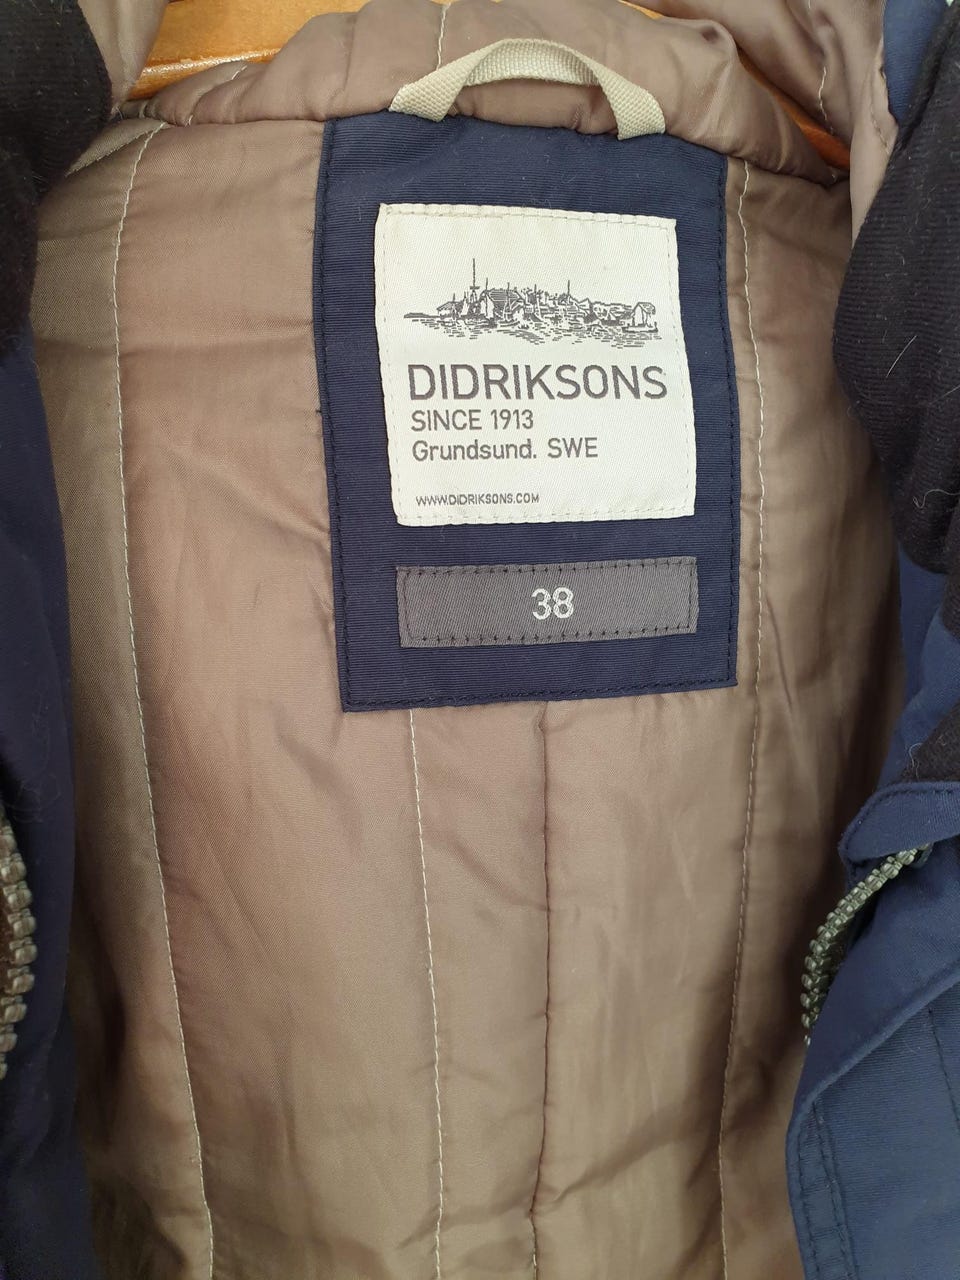 DIDRIKSONS
SINCE 1913
Grundsund. SWE
WWW.DIDRIKSONS.COM
38